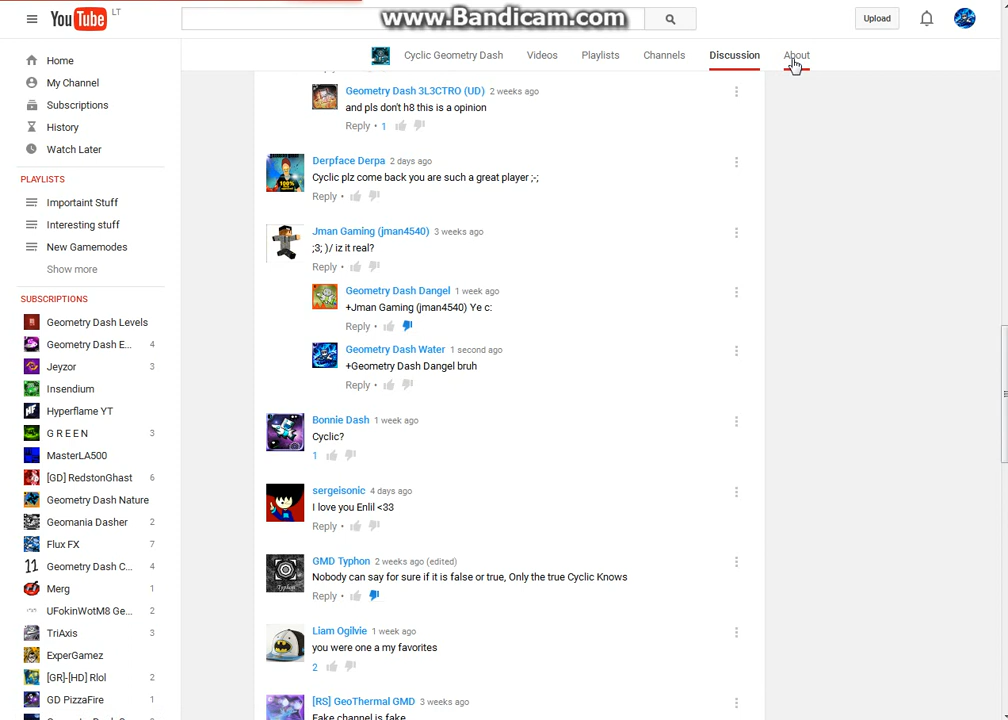 www.Bandicam.com
YouTube LT
Upload
Cyclic Geometry Dash Videos Playlists Channels Discussion About
Home
My Channel
Subscriptions
History
Watch Later
PLAYLISTS
Importaint Stuff
Interesting stuff
New Gamemodes
Show more
SUBSCRIPTIONS
Geometry Dash Levels
Geometry Dash E... 4
Jeyzor 3
Insendium
Hyperflame YT
G R E E N 3
MasterLA500
[GD] RedstonGhast 6
Geometry Dash Nature
Geomania Dasher 2
Flux FX 7
Geometry Dash C... 4
Merg 1
UFokinWotM8 Ge... 2
TriAxis 3
ExperGamez
[GR]-[HD] Rlol 2
GD PizzaFire 1
Geometry Dash 3L3CTRO (UD) 2 weeks ago
and pls don't h8 this is a opinion
Reply • 1
Derpface Derpa 2 days ago
Cyclic plz come back you are such a great player ;-;
Reply •
Jman Gaming (jman4540) 3 weeks ago
;3; )/ iz it real?
Reply •
Geometry Dash Dangel 1 week ago
+Jman Gaming (jman4540) Ye c:
Reply •
Geometry Dash Water 1 second ago
+Geometry Dash Dangel bruh
Reply •
Bonnie Dash 1 week ago
Cyclic?
1
sergeisonic 4 days ago
I love you Enlil <33
Reply •
GMD Typhon 2 weeks ago (edited)
Nobody can say for sure if it is false or true, Only the true Cyclic Knows
Reply •
Liam Ogilvie 1 week ago
you were one a my favorites
2
[RS] GeoThermal GMD 3 weeks ago
Fake channel is fake